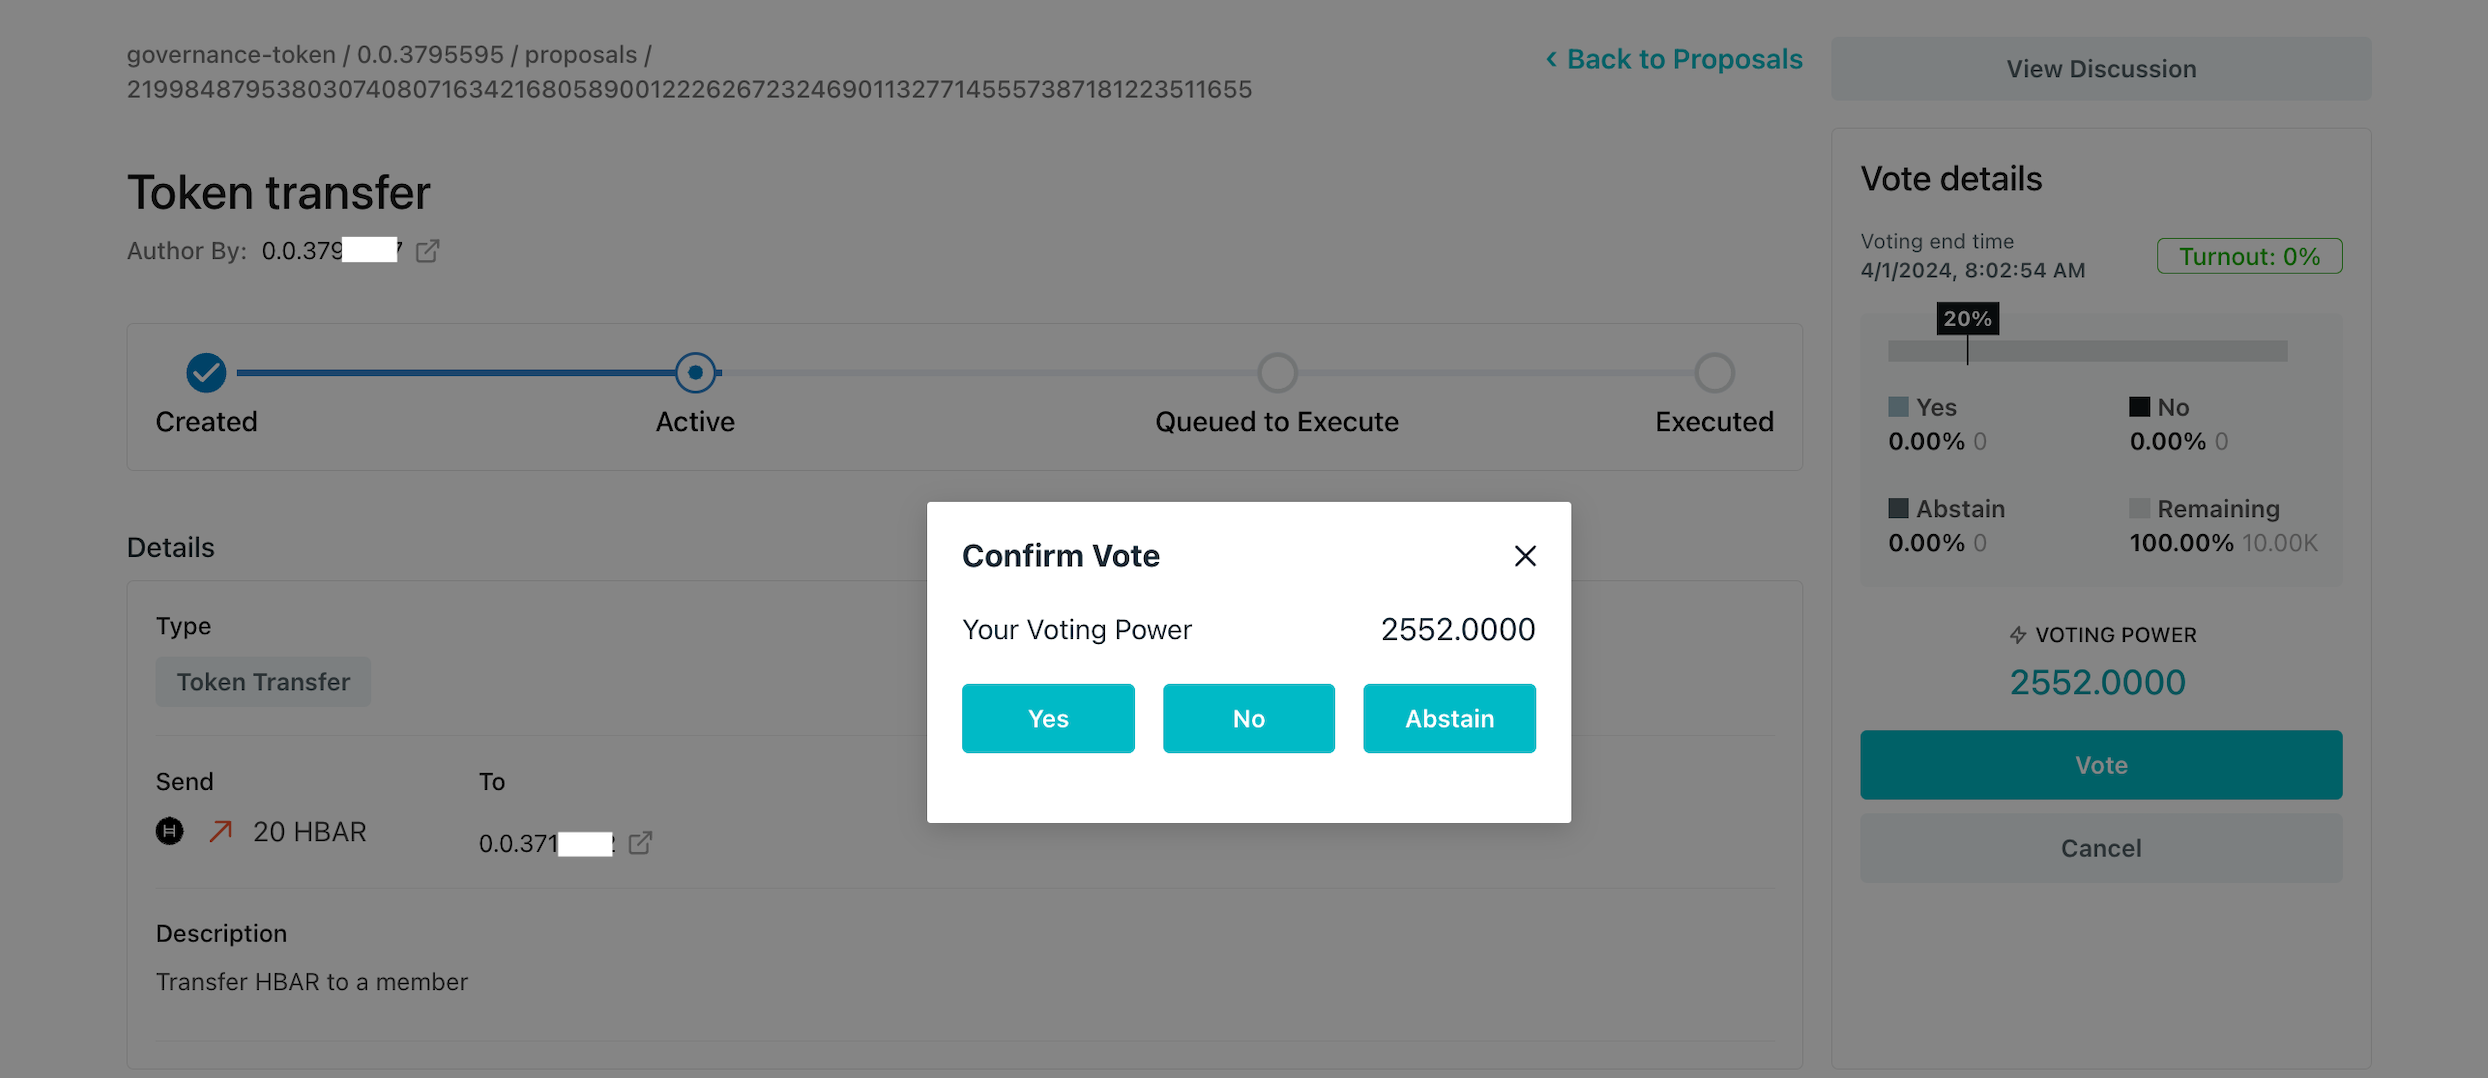 governance-token / 0.0.3795595 / proposals /
21998487953803074080716342168058900122262672324690113277145557387181223511655
< Back to Proposals
View Discussion
Token transfer
Author By: 0.0.379 7
Created
Active
Queued to Execute
Executed
Details
Type
Token Transfer
Send
To
20 HBAR
0.0.371
Description
Transfer HBAR to a member
Confirm Vote
Your Voting Power 2552.0000
Yes
No
Abstain
Vote details
Voting end time
4/1/2024, 8:02:54 AM
Turnout: 0%
20%
Yes
0.00% 0
No
0.00% 0
Abstain
0.00% 0
Remaining
100.00% 10.00K
VOTING POWER
2552.0000
Vote
Cancel